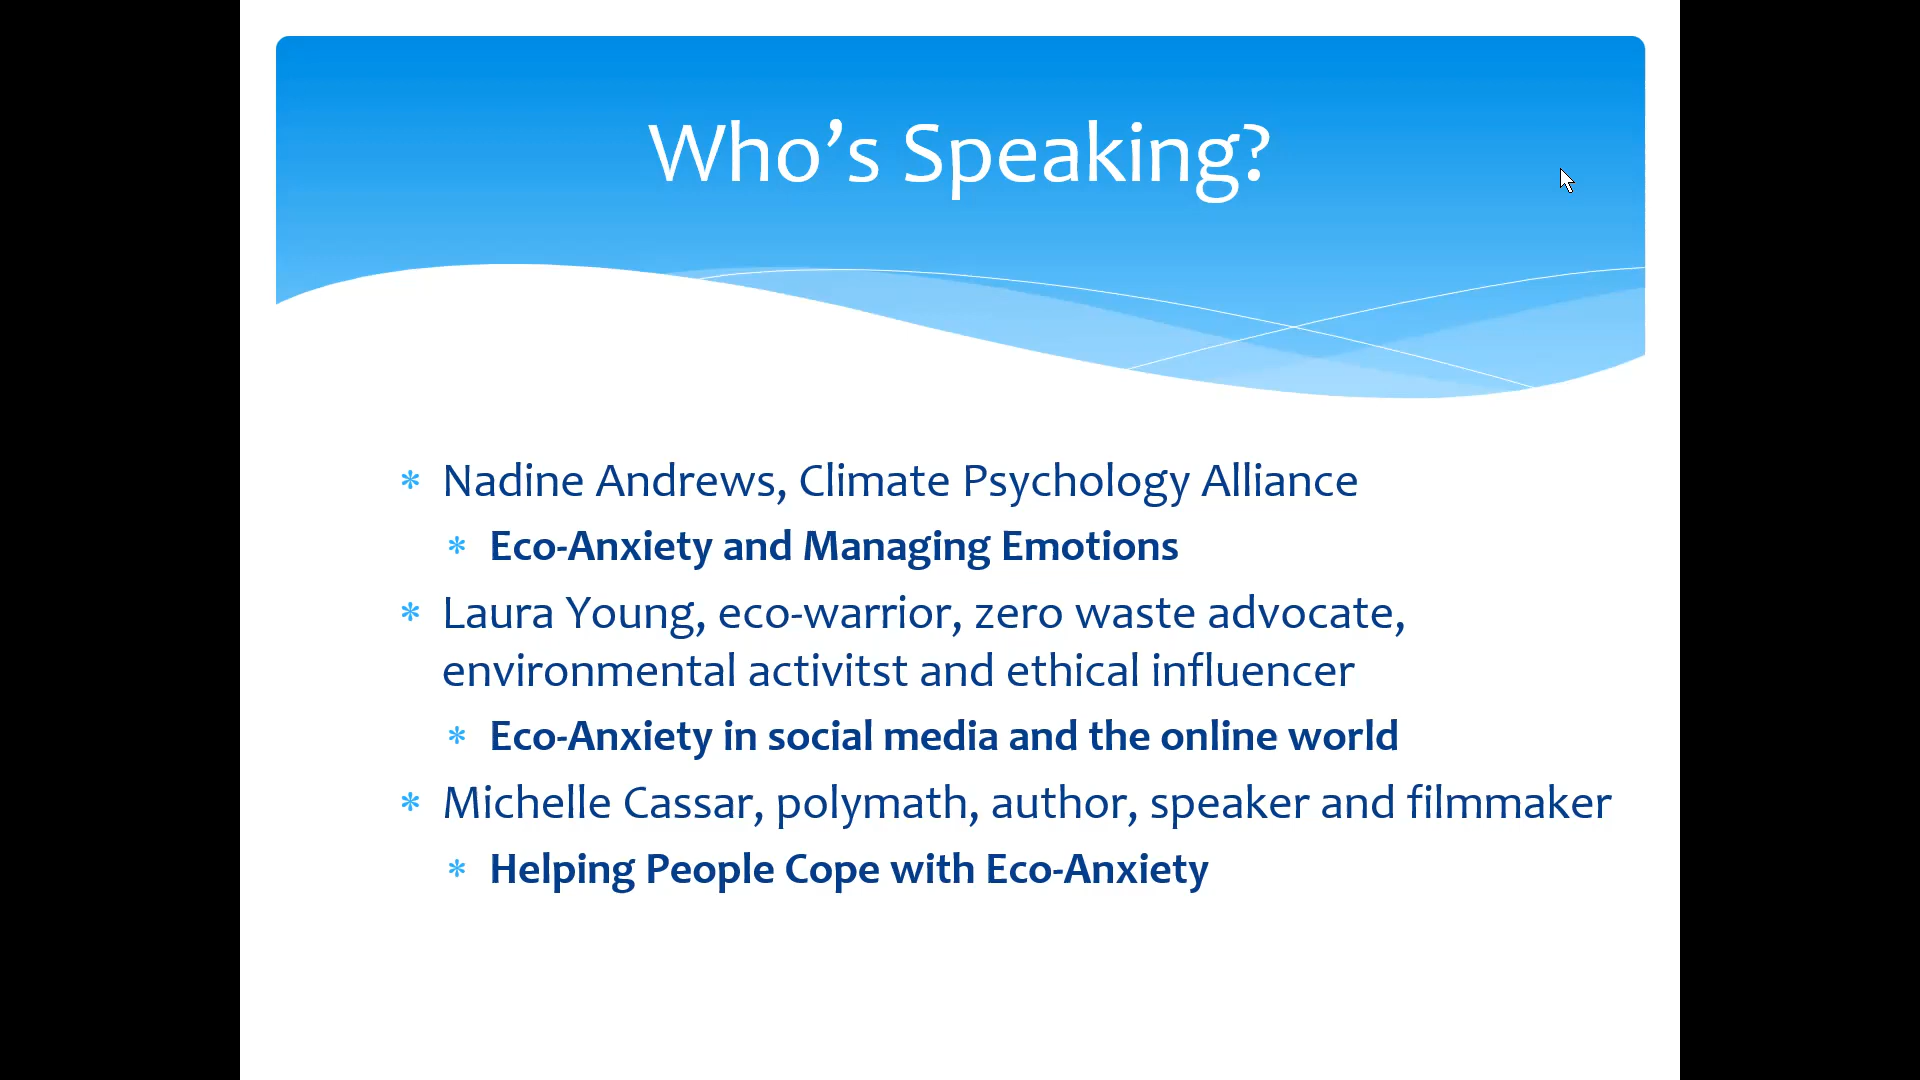 Who’s Speaking?
* Nadine Andrews, Climate Psychology Alliance
* Eco-Anxiety and Managing Emotions
* Laura Young, eco-warrior, zero waste advocate,
environmental activitst and ethical influencer
* Eco-Anxiety in social media and the online world
* Michelle Cassar, polymath, author, speaker and filmmaker
* Helping People Cope with Eco-Anxiety